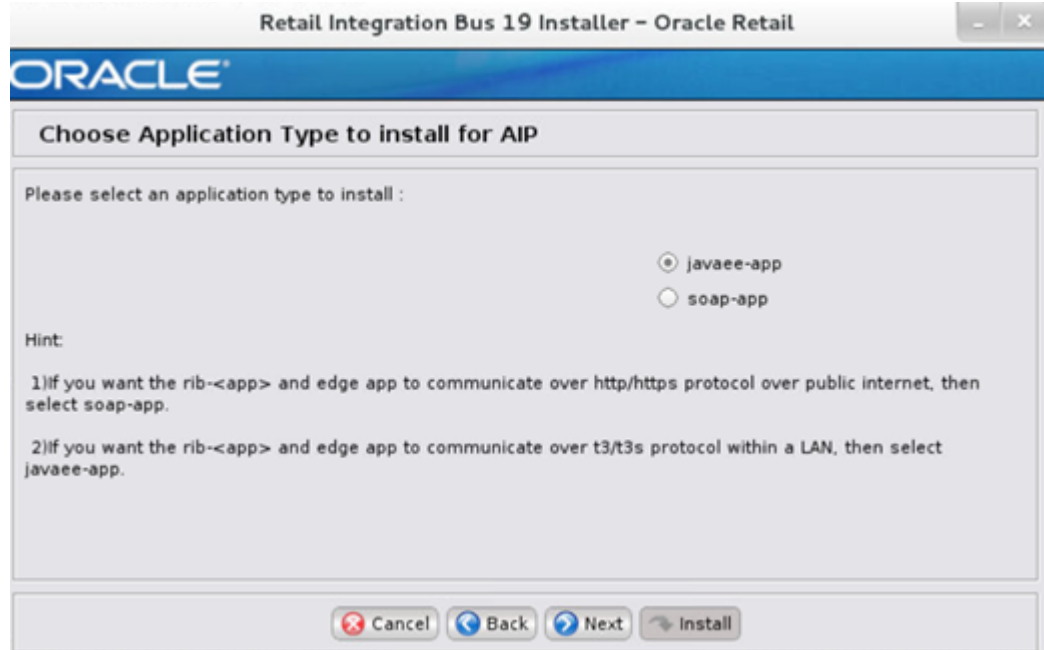 Retail Integration Bus 19 Installer – Oracle Retail
ORACLE
Choose Application Type to install for AIP
Please select an application type to install :
javaee-app
soap-app
Hint:
1)If you want the rib-<app> and edge app to communicate over http/https protocol over public internet, then
select soap-app.
2)If you want the rib-<app> and edge app to communicate over t3/t3s protocol within a LAN, then select
javaee-app.
Cancel Back Next Install